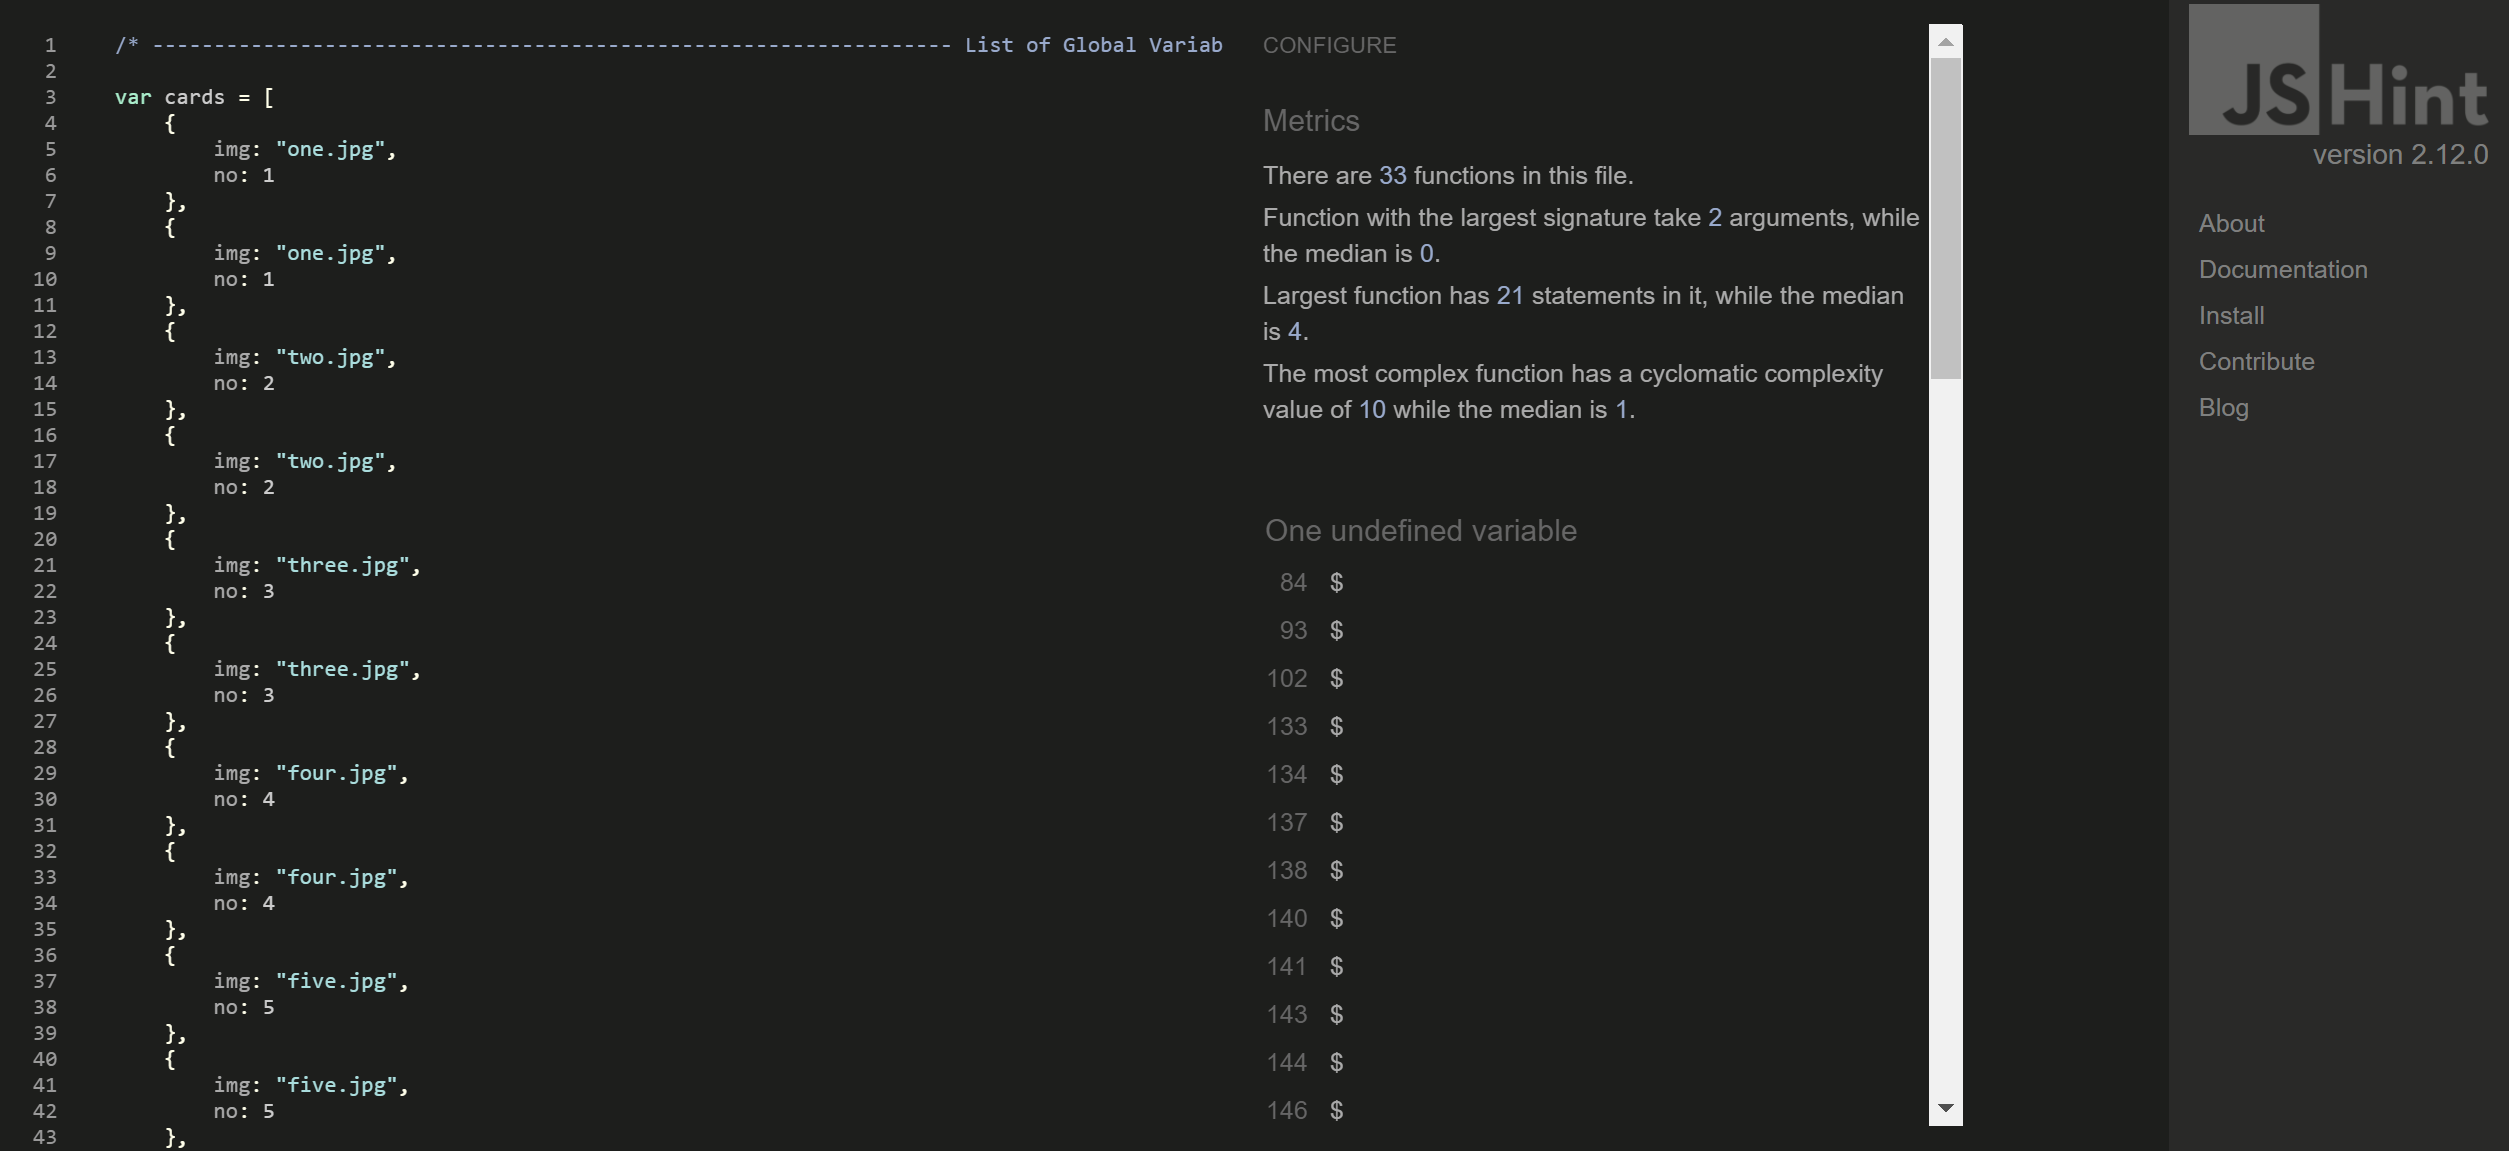 1 /* ----------------------------------------------------------------- List of Global Variab
2
3 var cards = [
4 {
5 img: "one.jpg",
6 no: 1
7 },
8 {
9 img: "one.jpg",
10 no: 1
11 },
12 {
13 img: "two.jpg",
14 no: 2
15 },
16 {
17 img: "two.jpg",
18 no: 2
19 },
20 {
21 img: "three.jpg",
22 no: 3
23 },
24 {
25 img: "three.jpg",
26 no: 3
27 },
28 {
29 img: "four.jpg",
30 no: 4
31 },
32 {
33 img: "four.jpg",
34 no: 4
35 },
36 {
37 img: "five.jpg",
38 no: 5
39 },
40 {
41 img: "five.jpg",
42 no: 5
43 },
CONFIGURE
Metrics
There are 33 functions in this file.
Function with the largest signature take 2 arguments, while
the median is 0.
Largest function has 21 statements in it, while the median
is 4.
The most complex function has a cyclomatic complexity
value of 10 while the median is 1.
One undefined variable
84 $
93 $
102 $
133 $
134 $
137 $
138 $
140 $
141 $
143 $
144 $
146 $
JSHint
version 2.12.0
About
Documentation
Install
Contribute
Blog